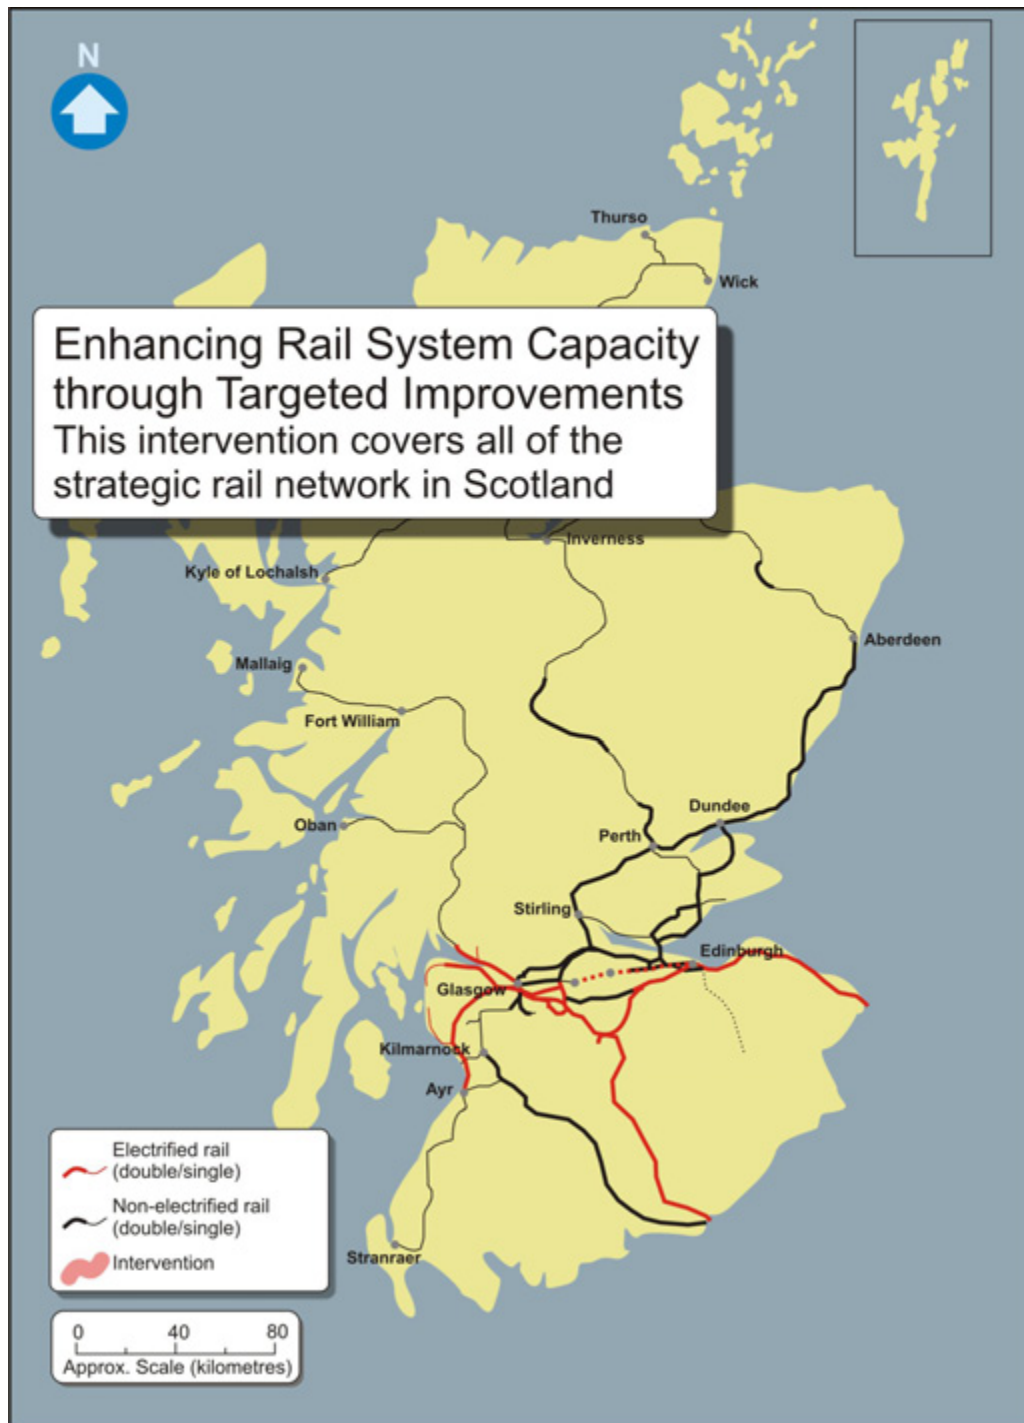 N
Thurso
Wick
Enhancing Rail System Capacity
through Targeted Improvements
This intervention covers all of the
strategic rail network in Scotland
Inverness
Kyle of Lochalsh
Aberdeen
Mallaig
Fort William
Dundee
Oban
Perth
Stirling
Edinburgh
Glasgow
Kilmarnock
Ayr
Electrified rail
(double/single)
Non-electrified rail
(double/single)
Intervention
Stranraer
0 40 80
Approx. Scale (kilometres)